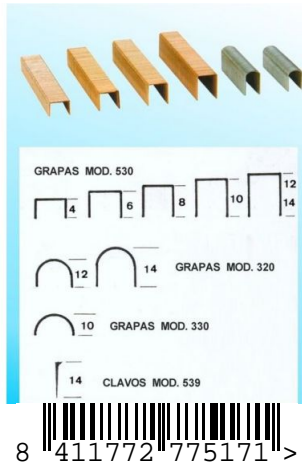 GRAPAS MOD. 530
4 6 8 10 12
14
12 14 GRAPAS MOD. 320
10 GRAPAS MOD. 330
14 CLAVOS MOD. 539
8 411772 775171 >